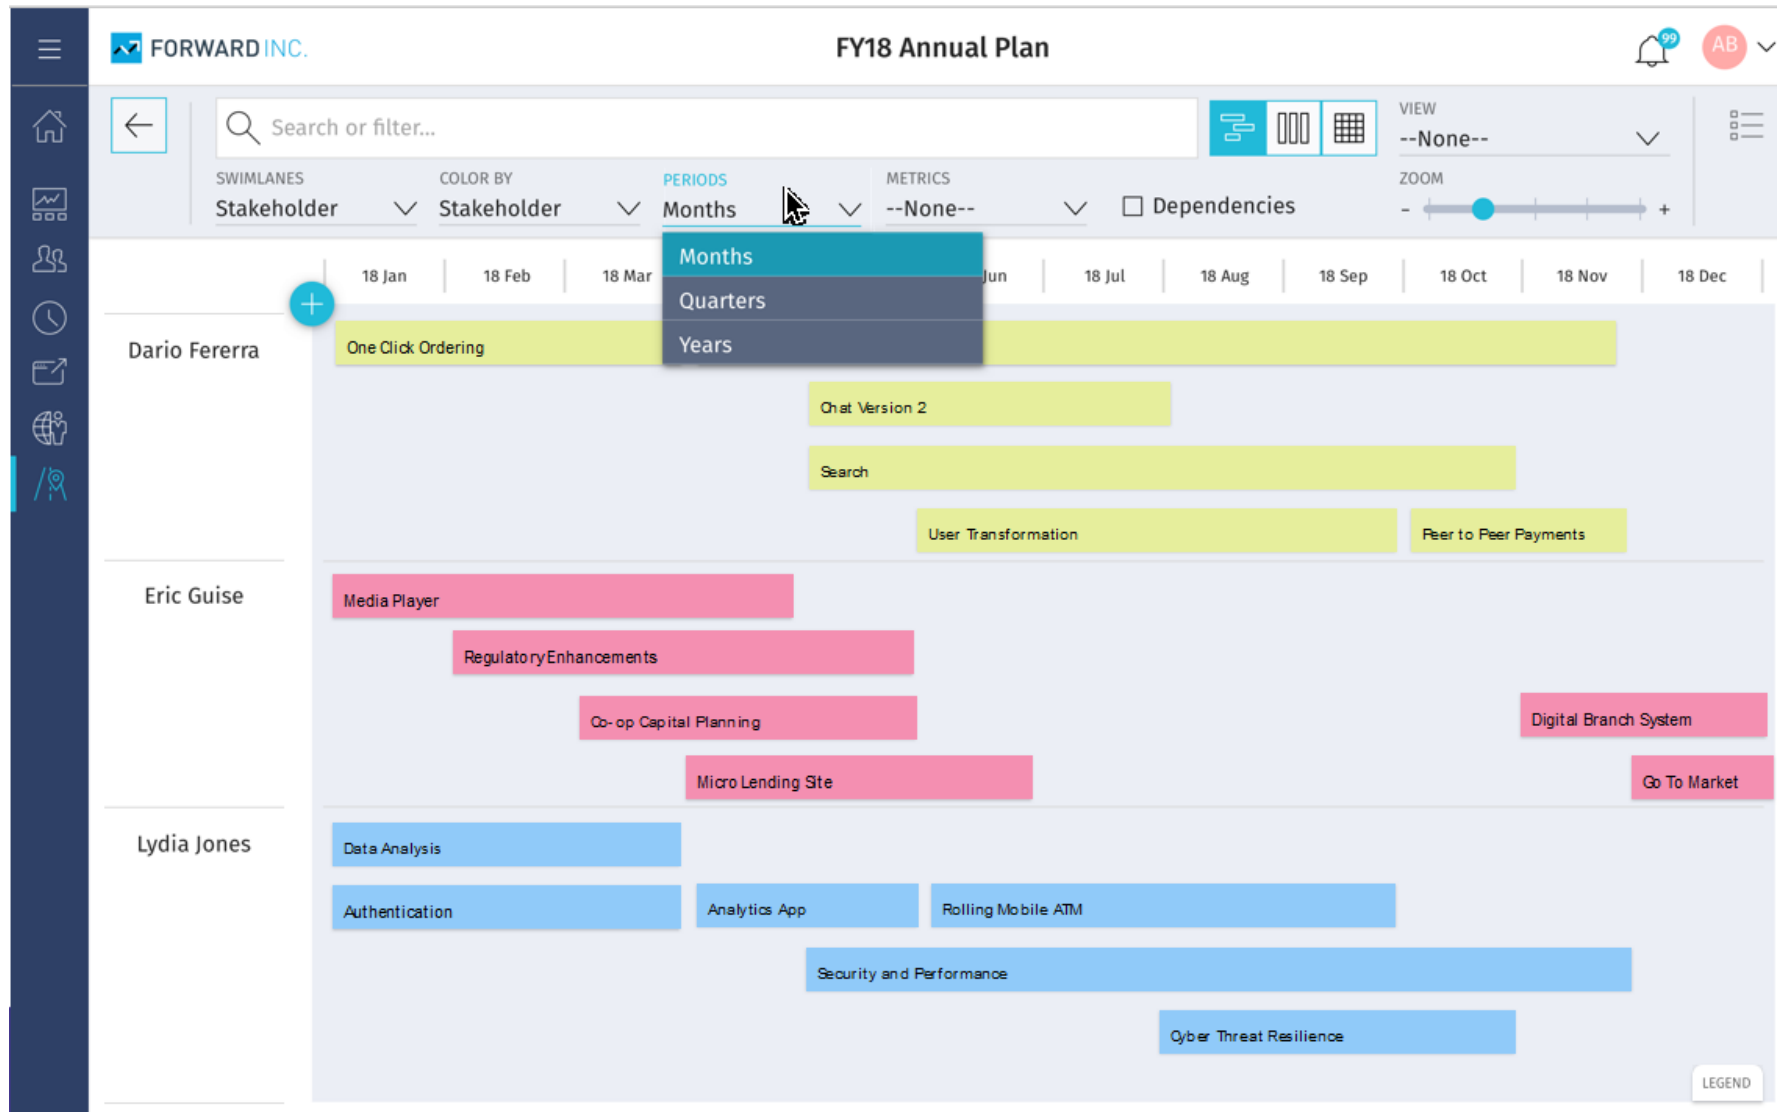 FORWARD INC.
FY18 Annual Plan
99
AB
Search or filter...
VIEW
--None--
SWIMLANES
Stakeholder
COLOR BY
Stakeholder
PERIODS
Months
METRICS
--None--
Dependencies
ZOOM
- +
Months
Quarters
Years
18 Jan 18 Feb 18 Mar Jun 18 Jul 18 Aug 18 Sep 18 Oct 18 Nov 18 Dec
+
Dario Fererra
One Click Ordering
Chat Version 2
Search
User Transformation
Peer to Peer Payments
Eric Guise
Media Player
Regulatory Enhancements
Co-op Capital Planning
Digital Branch System
Micro Lending Site
Go To Market
Lydia Jones
Data Analysis
Authentication
Analytics App
Rolling Mobile ATM
Security and Performance
Cyber Threat Resilience
LEGEND